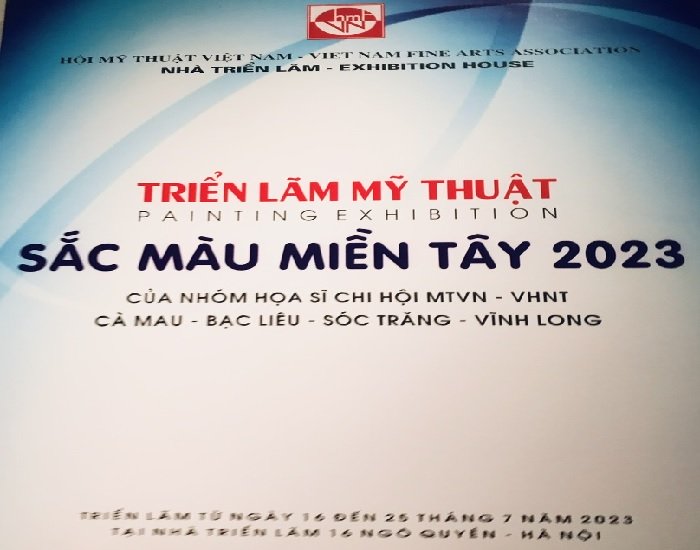 hmt
HỘI MỸ THUẬT VIỆT NAM - VIET NAM FINE ARTS ASSOCIATION
NHÀ TRIỂN LÃM - EXHIBITION HOUSE
TRIỂN LÃM MỸ THUẬT
PAINTING EXHIBITION
SẮC MÀU MIỀN TÂY 2023
CỦA NHÓM HỌA SĨ CHI HỘI MTVN - VHNT
CÀ MAU - BẠC LIÊU - SÓC TRĂNG - VĨNH LONG
TRIỂN LÃM TỪ NGÀY 16 ĐẾN 25 THÁNG 7 NĂM 2023
TẠI NHÀ TRIỂN LÃM 16 NGÔ QUYỀN - HÀ NỘI